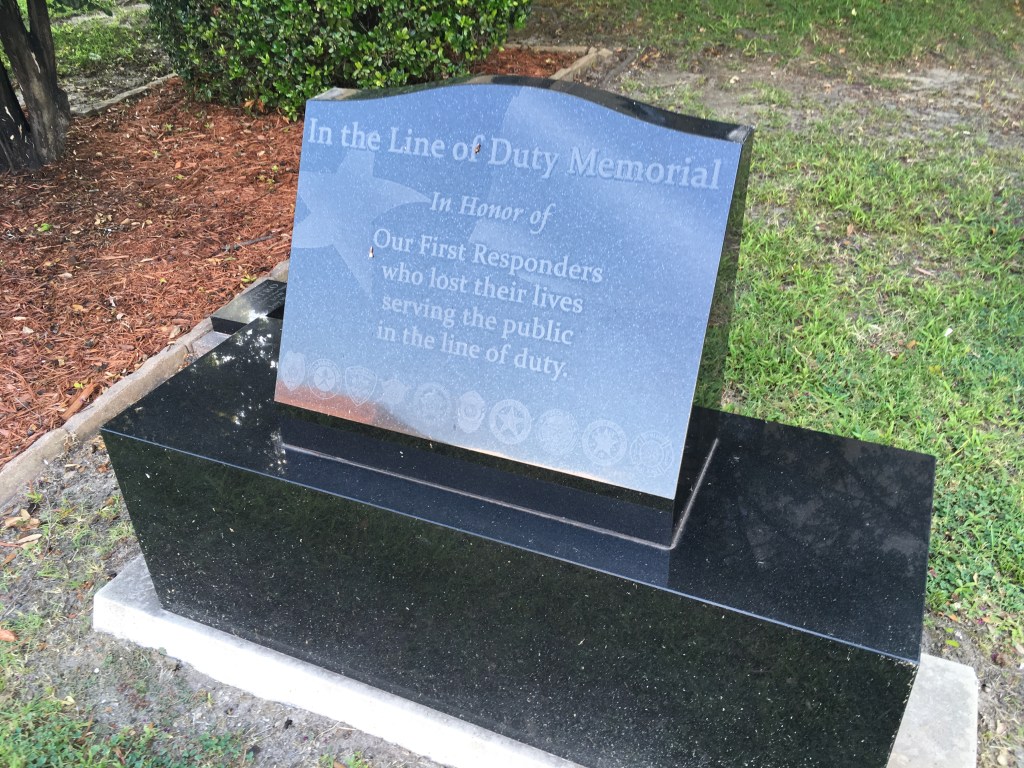 In the Line of Duty Memorial
In Honor of
Our First Responders
who lost their lives
serving the public
in the line of duty.